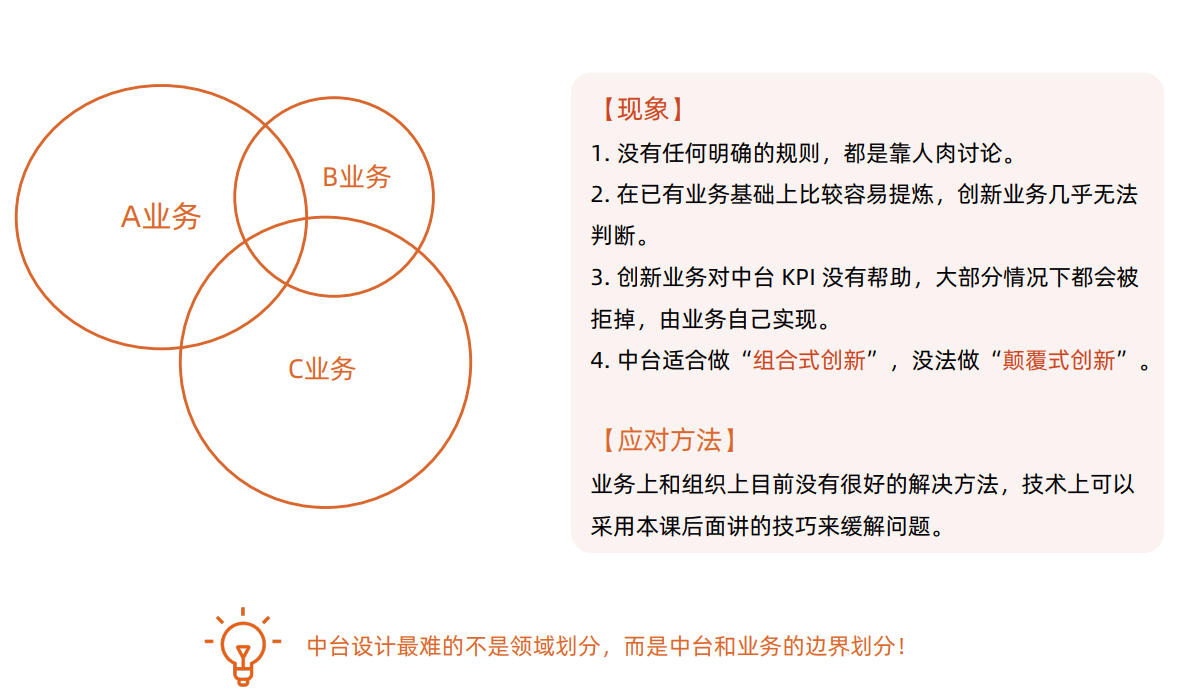 A业务
B业务
C业务
【现象】
1. 没有任何明确的规则，都是靠人肉讨论。
2. 在已有业务基础上比较容易提炼，创新业务几乎无法
判断。
3. 创新业务对中台 KPI 没有帮助，大部分情况下都会被
拒掉，由业务自己实现。
4. 中台适合做“组合式创新”，没法做“颠覆式创新”。
【应对方法】
业务上和组织上目前没有很好的解决方法，技术上可以
采用本课后面讲的技巧来缓解问题。
中台设计最难的不是领域划分，而是中台和业务的边界划分！